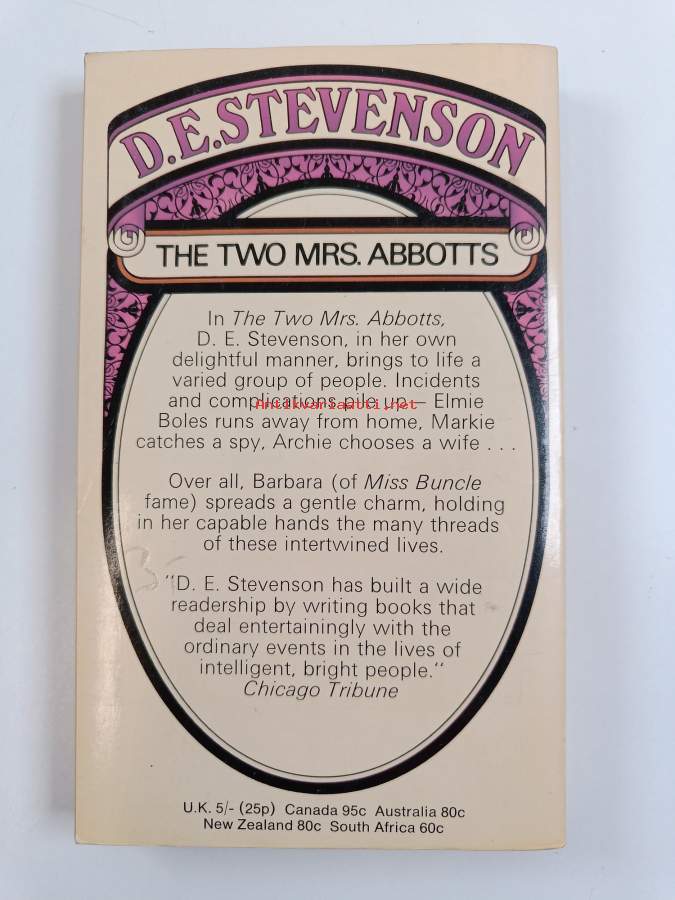 D.E. STEVENSON
THE TWO MRS. ABBOTTS
In The Two Mrs. Abbotts,
D. E. Stevenson, in her own
delightful manner, brings to life a
varied group of people. Incidents
and complications pile up – Elmie
Antikvariaatti.net
Boles runs away from home, Markie
catches a spy, Archie chooses a wife . . .
Over all, Barbara (of Miss Buncle
fame) spreads a gentle charm, holding
in her capable hands the many threads
of these intertwined lives.
"D. E. Stevenson has built a wide
readership by writing books that
deal entertainingly with the
ordinary events in the lives of
intelligent, bright people."
Chicago Tribune
U.K. 5/- (25p) Canada 95c Australia 80c
New Zealand 80c South Africa 60c